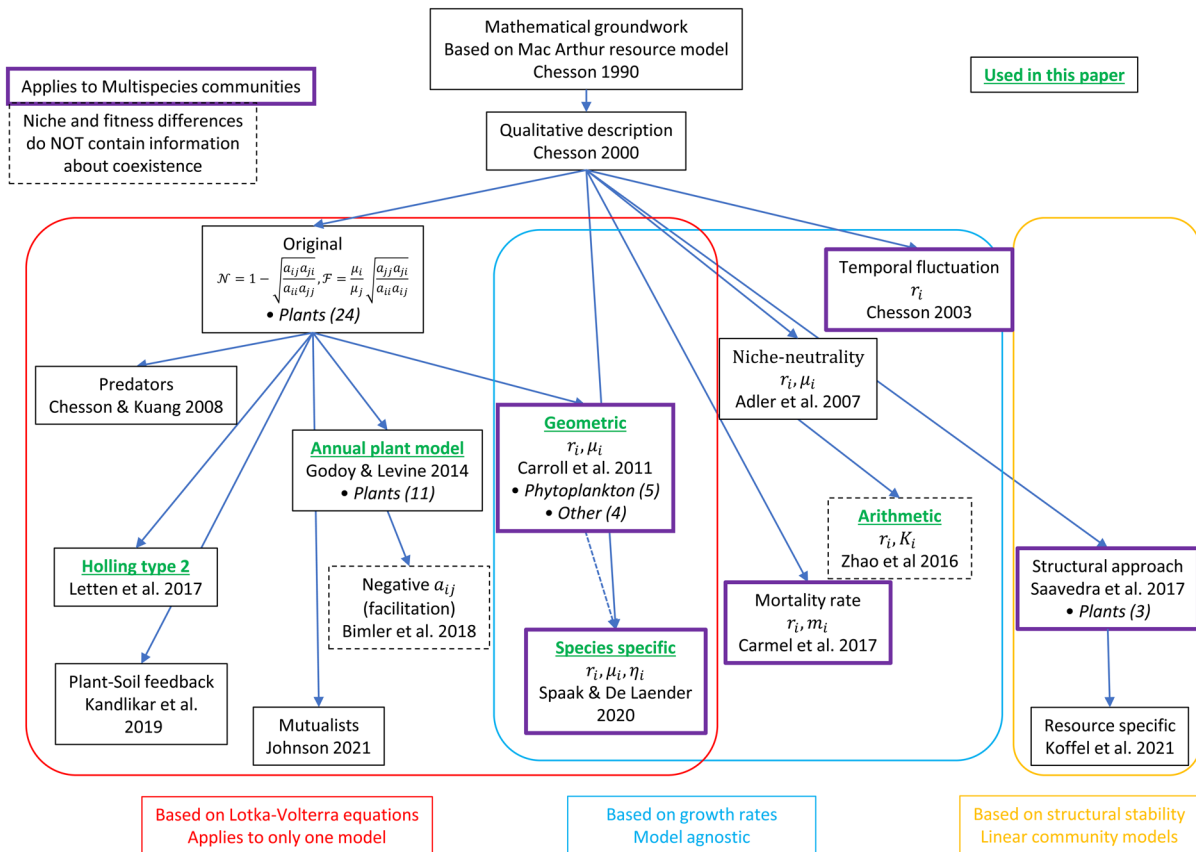 Mathematical groundwork
Based on Mac Arthur resource model
Chesson 1990
Applies to Multispecies communities
Used in this paper
Niche and fitness differences
do NOT contain information
about coexistence
Qualitative description
Chesson 2000
Original
𝒩 = 1 − √(a_ij a_ji / a_ii a_jj), ℱ = μ_i/μ_j √(a_jj a_ji / a_ii a_ij)
• Plants (24)
Temporal fluctuation
r_i
Chesson 2003
Predators
Chesson & Kuang 2008
Niche-neutrality
r_i, μ_i
Adler et al. 2007
Annual plant model
Godoy & Levine 2014
• Plants (11)
Geometric
r_i, μ_i
Carroll et al. 2011
• Phytoplankton (5)
• Other (4)
Arithmetic
r_i, K_i
Zhao et al 2016
Holling type 2
Letten et al. 2017
Negative a_ij
(facilitation)
Bimler et al. 2018
Mortality rate
r_i, m_i
Carmel et al. 2017
Structural approach
Saavedra et al. 2017
• Plants (3)
Species specific
r_i, μ_i, η_i
Spaak & De Laender
2020
Plant-Soil feedback
Kandlikar et al.
2019
Mutualists
Johnson 2021
Resource specific
Koffel et al. 2021
Based on Lotka-Volterra equations
Applies to only one model
Based on growth rates
Model agnostic
Based on structural stability
Linear community models